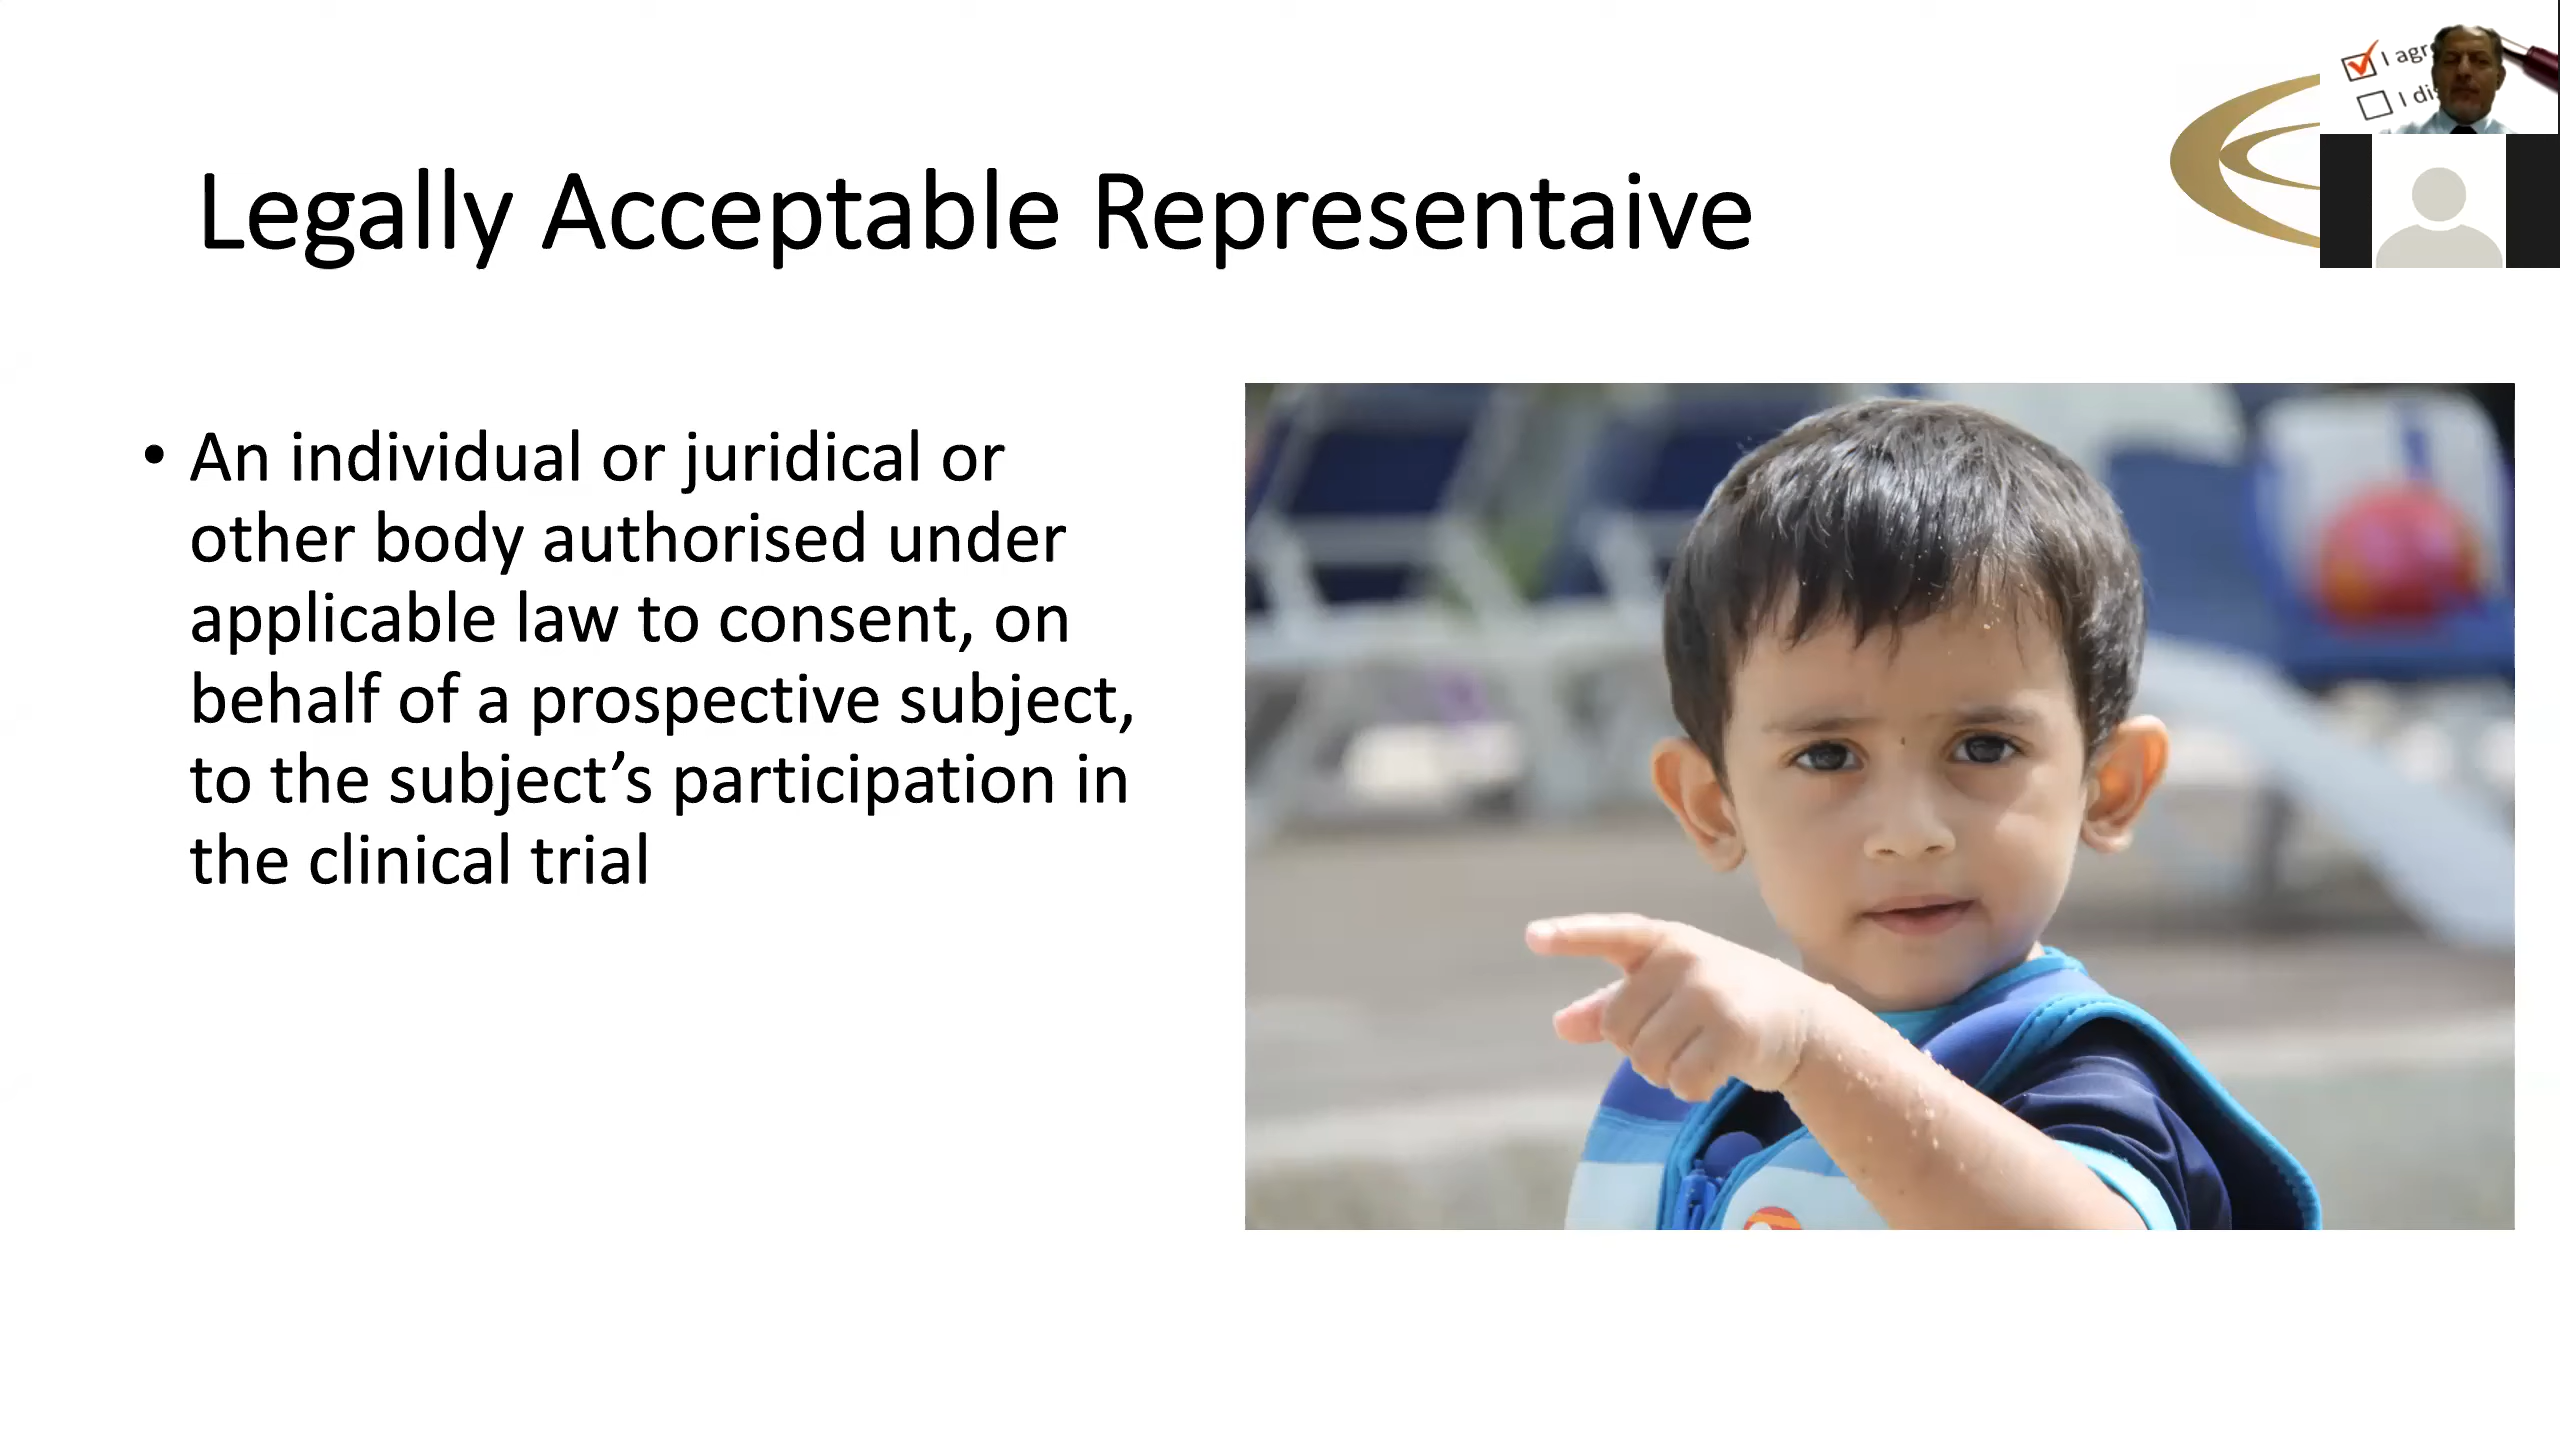 Legally Acceptable Representaive
• An individual or juridical or
other body authorised under
applicable law to consent, on
behalf of a prospective subject,
to the subject’s participation in
the clinical trial
I agr
I di